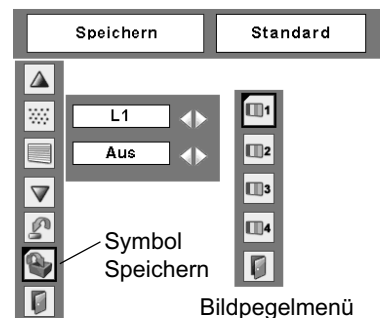 Speichern Standard
L1
Aus
1
2
3
4
Symbol
Speichern
Bildpegelmenü